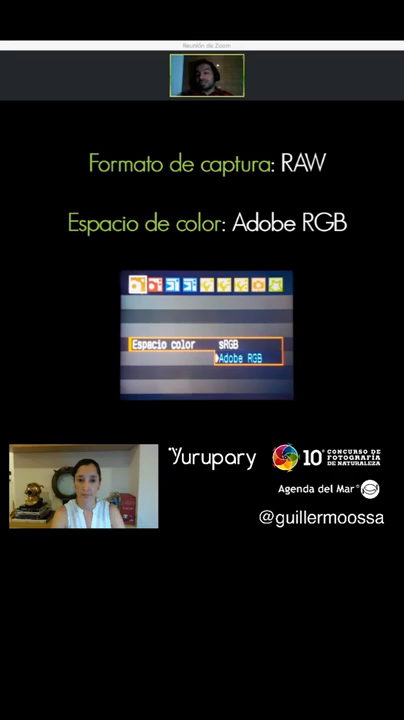 Reunión de Zoom
Formato de captura: RAW
Espacio de color: Adobe RGB
Espacio color sRGB
Adobe RGB
Yurupary
10° CONCURSO DE FOTOGRAFÍA DE NATURALEZA
Agenda del Mar
@guillermoossa